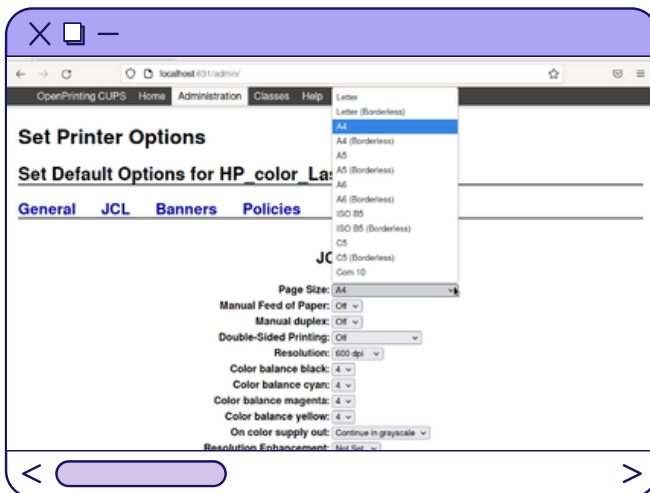 localhost:631/admin/
OpenPrinting CUPS Home Administration Classes Help
Set Printer Options
Set Default Options for HP_color_La
General JCL Banners Policies
JC
Letter
Letter (Borderless)
A4
A4 (Borderless)
A5
A5 (Borderless)
A6
A6 (Borderless)
ISO B5
ISO B5 (Borderless)
C5
C5 (Borderless)
Com 10
Page Size: A4
Manual Feed of Paper: Off
Manual duplex: Off
Double-Sided Printing: Off
Resolution: 600 dpi
Color balance black: 4
Color balance cyan: 4
Color balance magenta: 4
Color balance yellow: 4
On color supply out: Continue in grayscale
Resolution Enhancement: Not Set